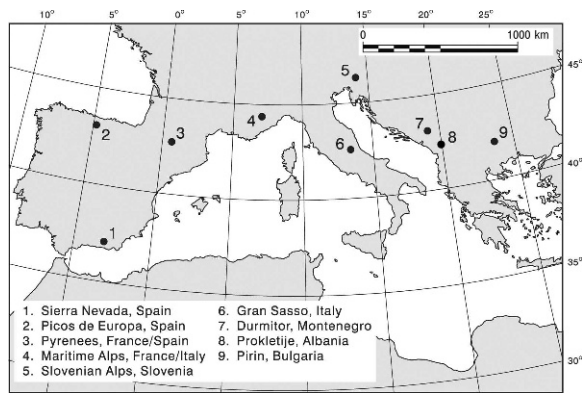 10° 5° 0° 5° 10° 15° 20° 25°
0 1000 km
45°
5
4
2
3
7
8
9
6
40°
1
35°
1. Sierra Nevada, Spain
2. Picos de Europa, Spain
3. Pyrenees, France/Spain
4. Maritime Alps, France/Italy
5. Slovenian Alps, Slovenia
6. Gran Sasso, Italy
7. Durmitor, Montenegro
8. Prokletije, Albania
9. Pirin, Bulgaria
30°